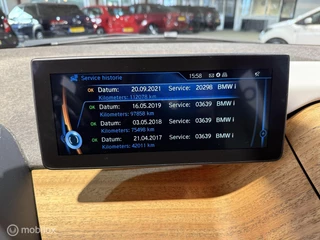 Service historie
15:58
OK Datum: 20.09.2021 Service: 20298 BMW i
Kilometers: 112078 km
OK Datum: 16.05.2019 Service: 03639 BMW i
Kilometers: 97858 km
OK Datum: 03.05.2018 Service: 03639 BMW i
Kilometers: 75498 km
OK Datum: 21.04.2017 Service: 03639 BMW i
Kilometers: 42011 km
mobilox